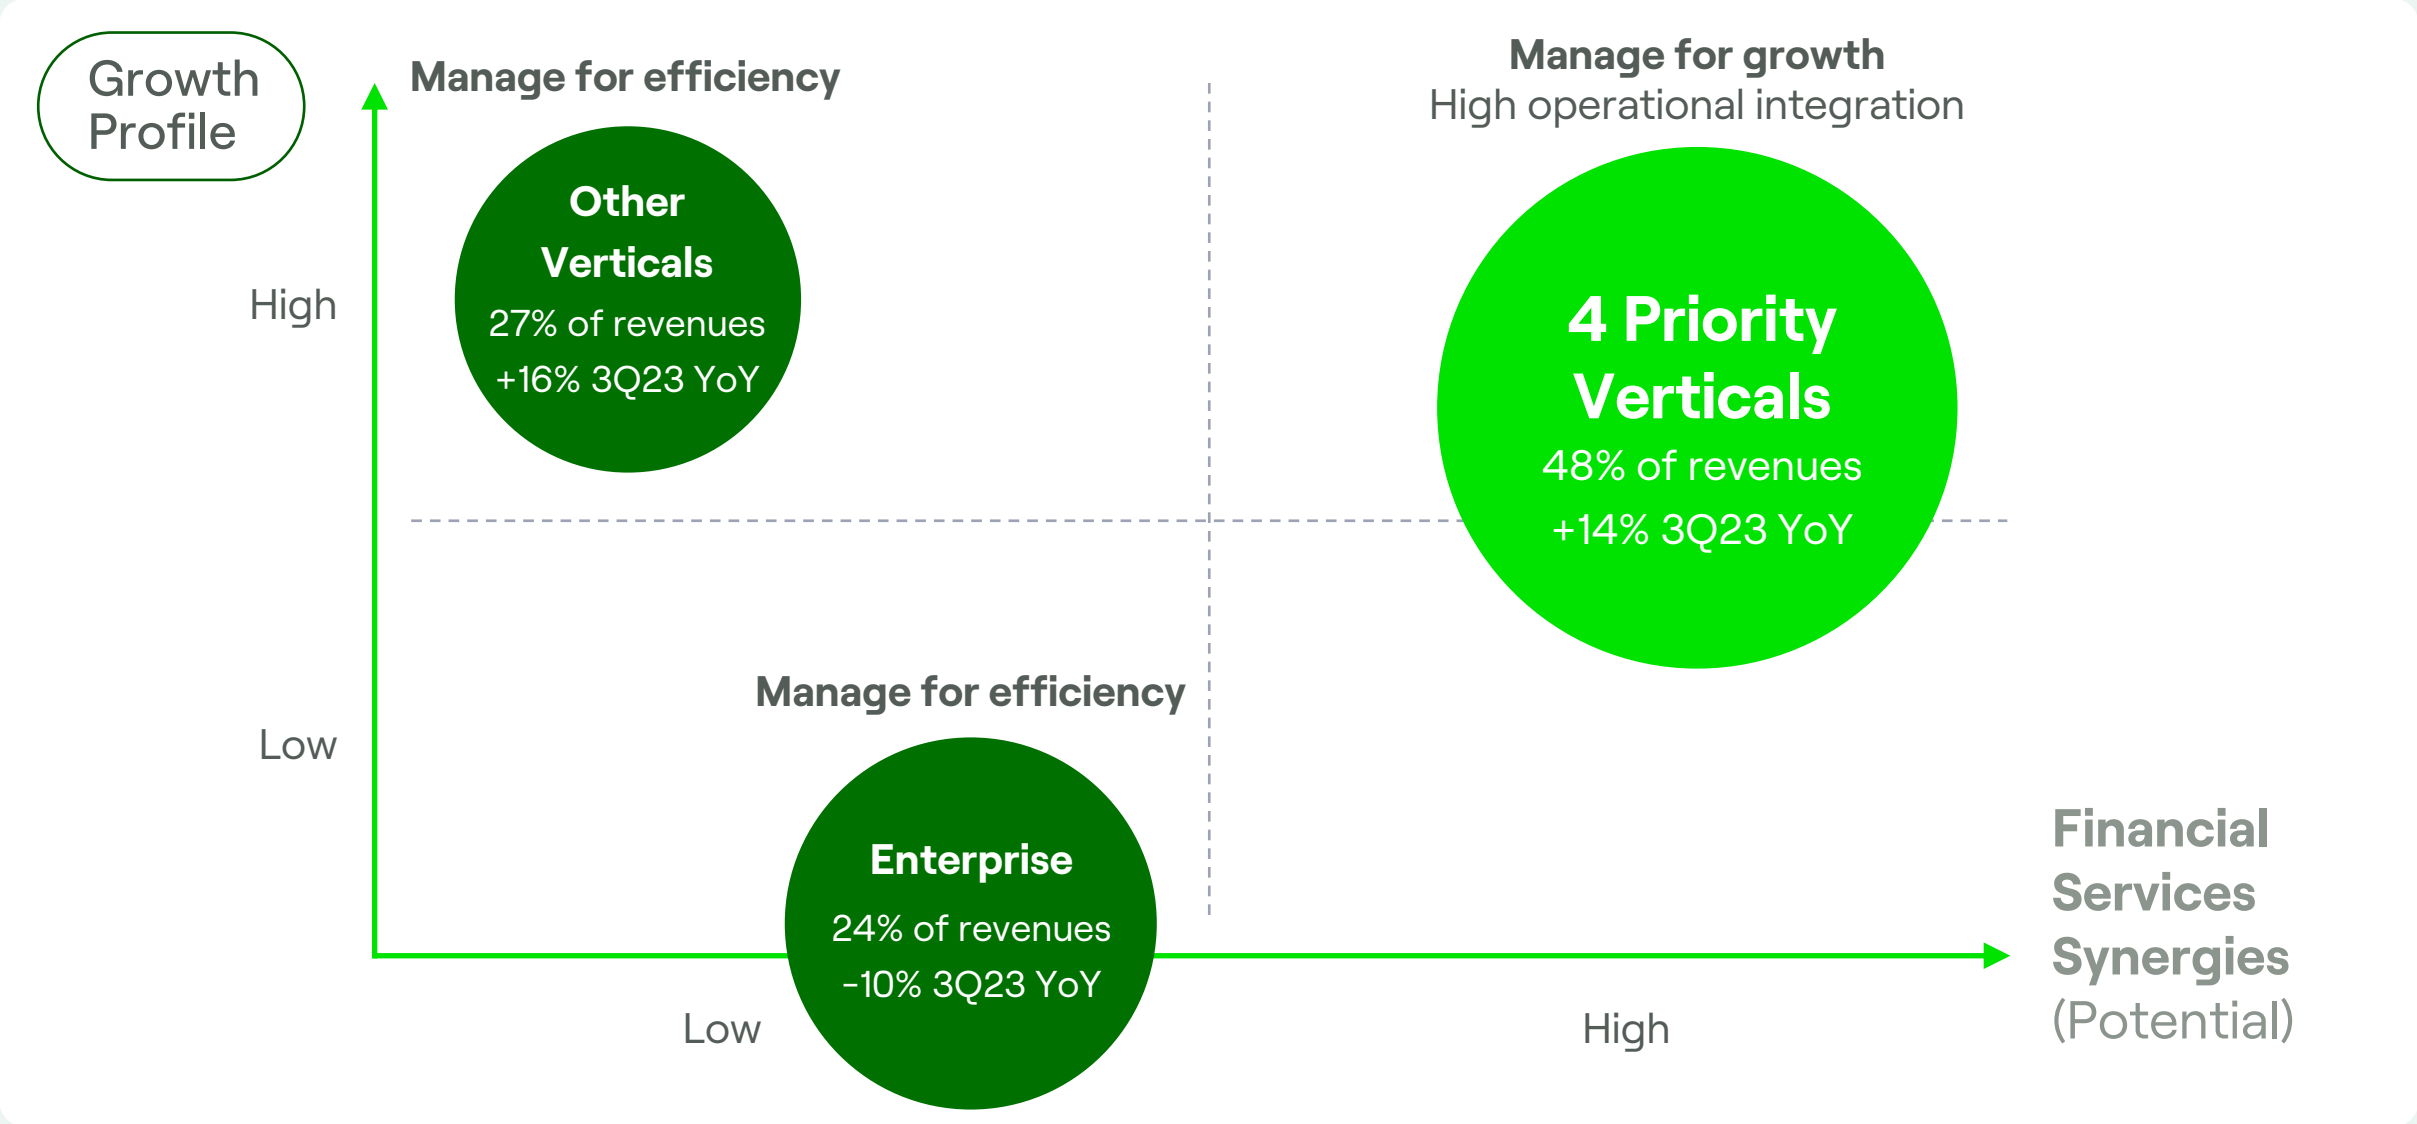 Growth
Profile
Manage for efficiency
Other
Verticals
27% of revenues
+16% 3Q23 YoY
Manage for growth
High operational integration
4 Priority
Verticals
48% of revenues
+14% 3Q23 YoY
High
Low
Manage for efficiency
Enterprise
24% of revenues
-10% 3Q23 YoY
Low
High
Financial
Services
Synergies
(Potential)